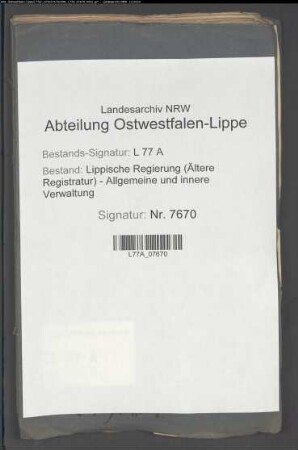 Landesarchiv NRW
Abteilung Ostwestfalen-Lippe
Bestands-Signatur: L 77 A
Bestand: Lippische Regierung (Ältere
Registratur) - Allgemeine und innere
Verwaltung
Signatur: Nr. 7670
L77A_07670